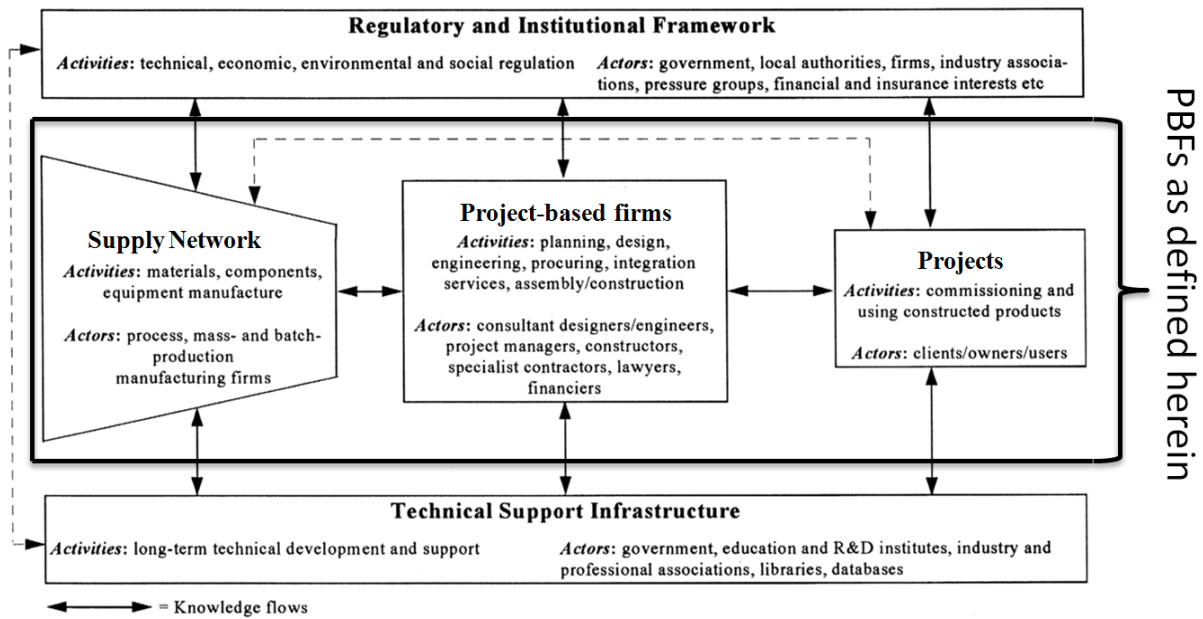 Regulatory and Institutional Framework
Activities: technical, economic, environmental and social regulation
Actors: government, local authorities, firms, industry associa-
tions, pressure groups, financial and insurance interests etc
Supply Network
Activities: materials, components,
equipment manufacture
Actors: process, mass- and batch-
production
manufacturing firms
Project-based firms
Activities: planning, design,
engineering, procuring, integration
services, assembly/construction
Actors: consultant designers/engineers,
project managers, constructors,
specialist contractors, lawyers,
financiers
Projects
Activities: commissioning and
using constructed products
Actors: clients/owners/users
PBFs as defined herein
Technical Support Infrastructure
Activities: long-term technical development and support
Actors: government, education and R&D institutes, industry and
professional associations, libraries, databases
= Knowledge flows